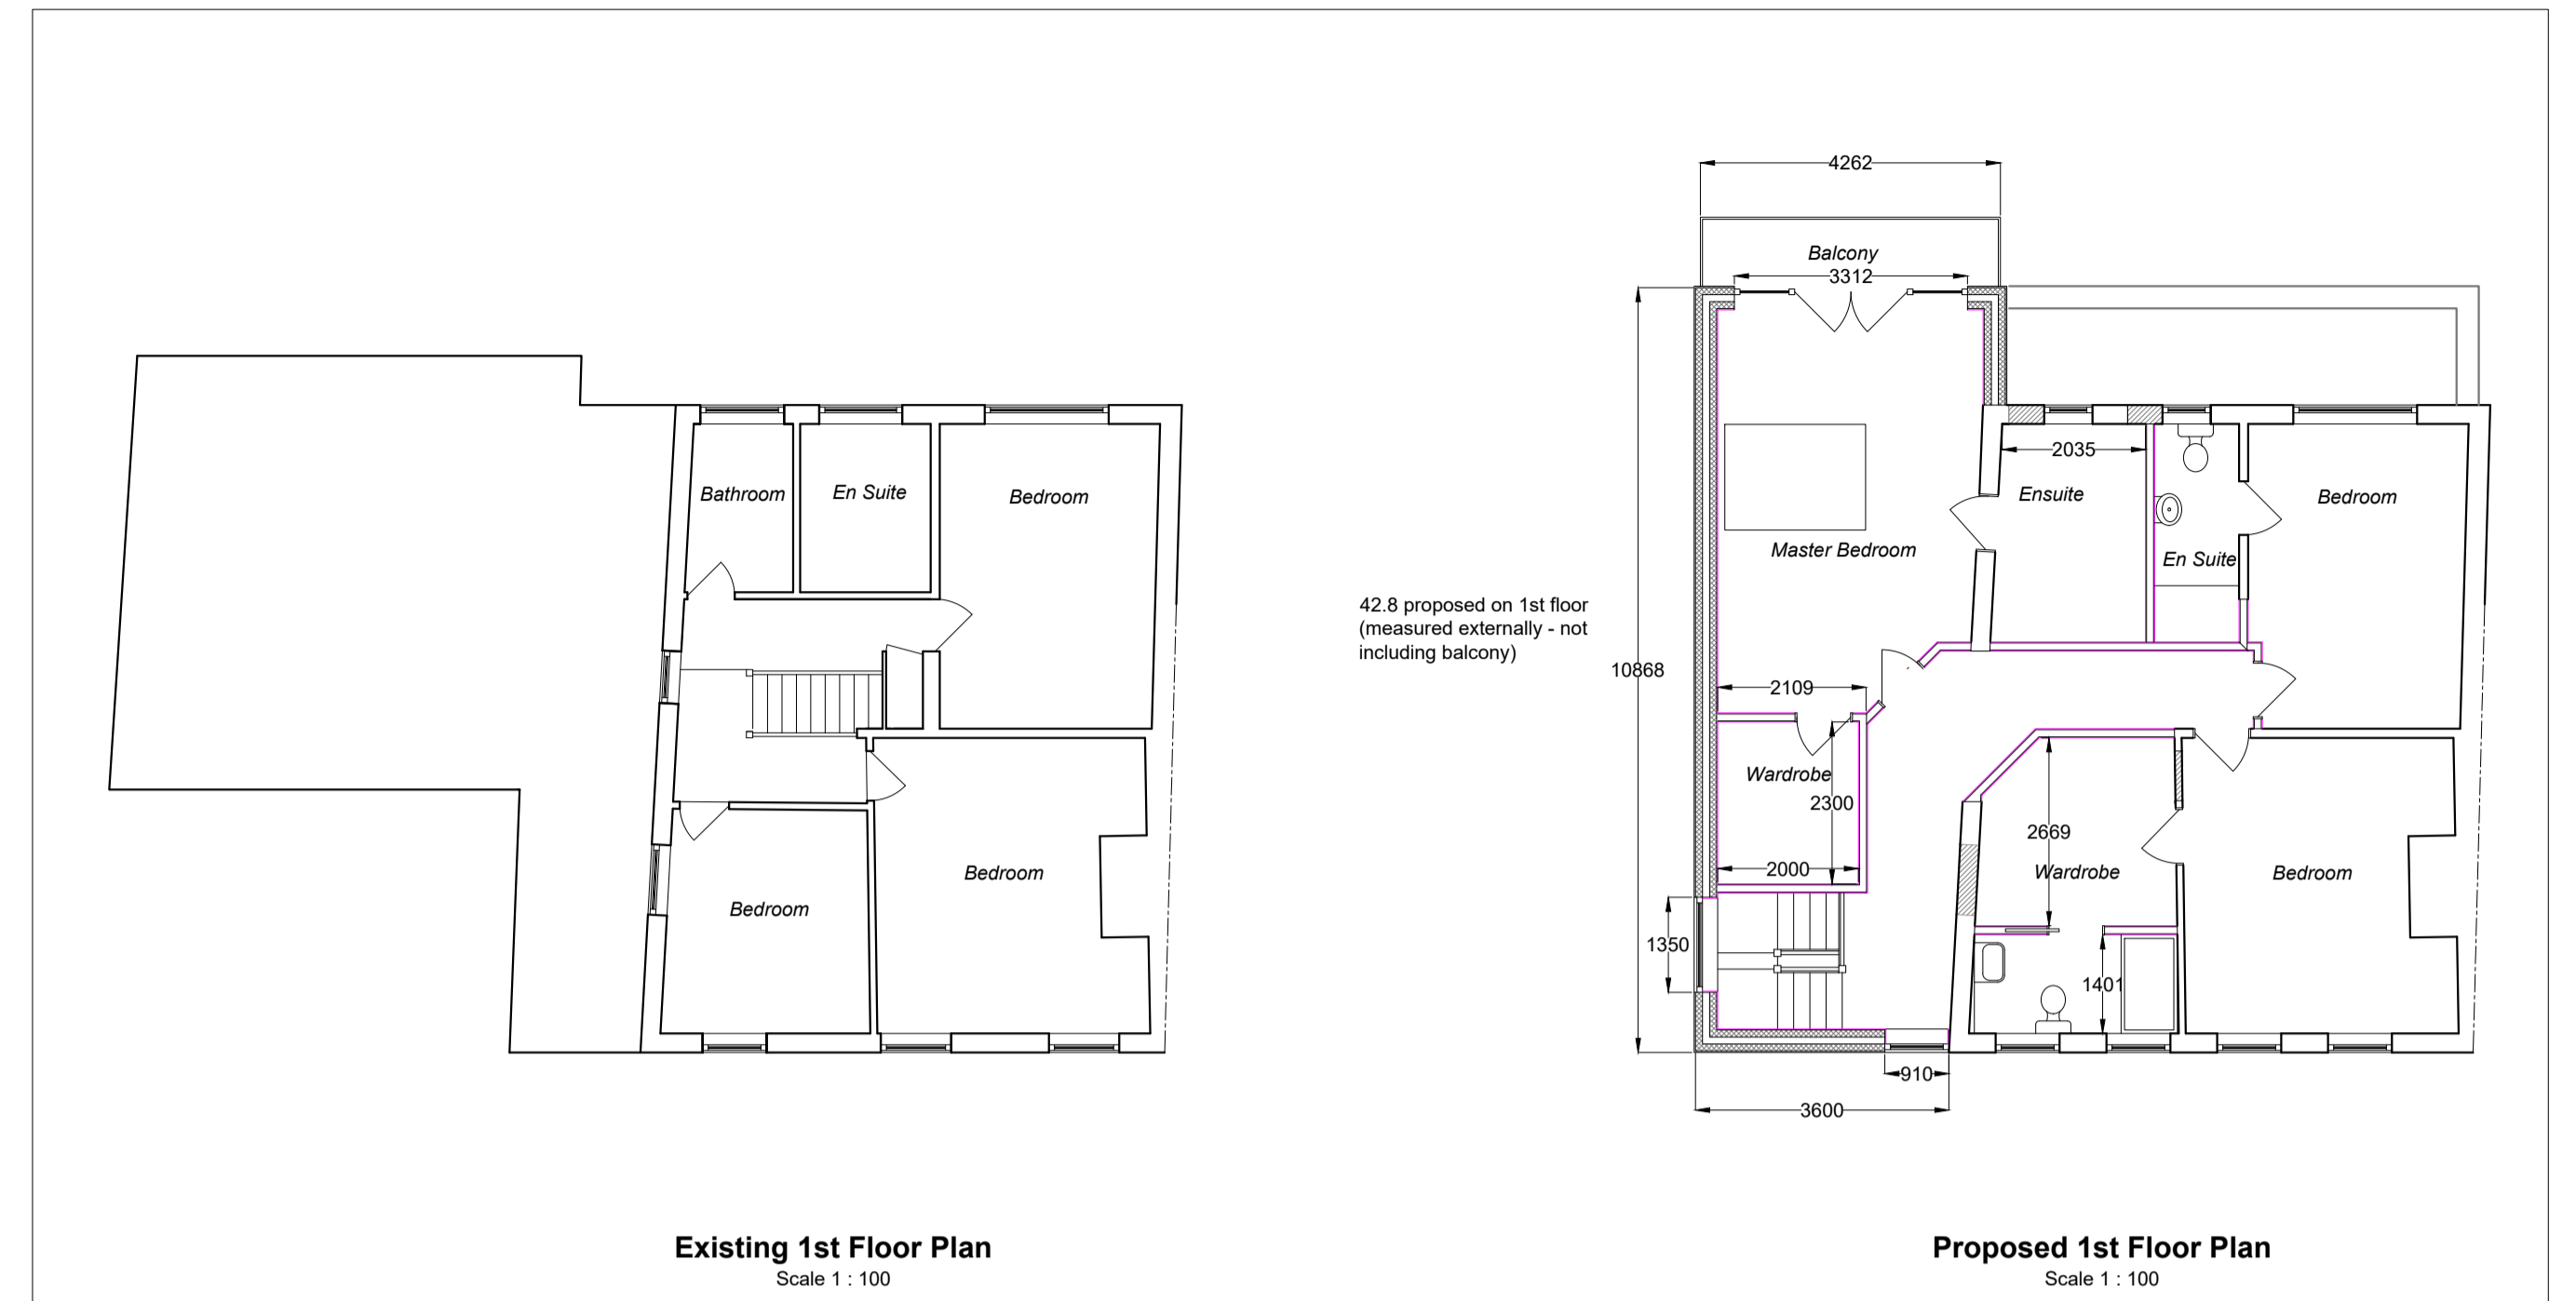 Bathroom
En Suite
Bedroom
Bedroom
Bedroom
Existing 1st Floor Plan
Scale 1 : 100
42.8 proposed on 1st floor
(measured externally - not
including balcony)
4262
Balcony
3312
2035
Ensuite
Bedroom
Master Bedroom
En Suite
10868
2109
Wardrobe
2300
2669
2000
Wardrobe
Bedroom
1350
1401
910
3600
Proposed 1st Floor Plan
Scale 1 : 100